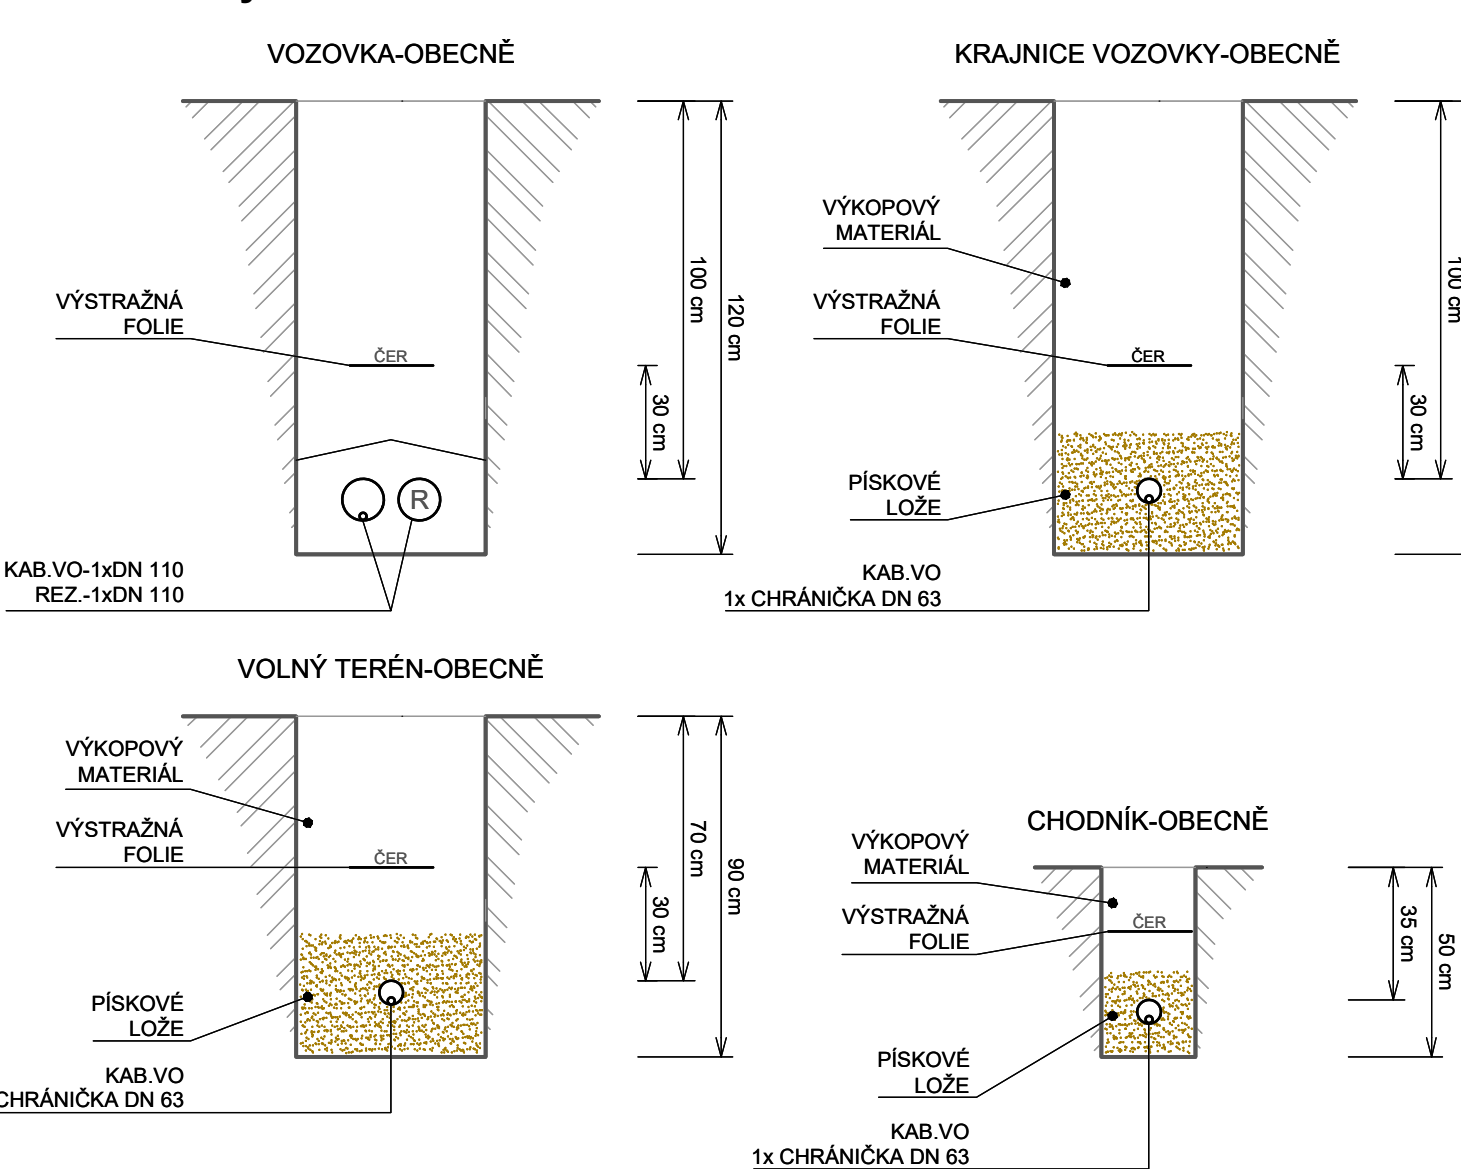 VOZOVKA-OBECNĚ
VÝSTRAŽNÁ
FOLIE
ČER
R
KAB.VO-1xDN 110
REZ.-1xDN 110
30 cm
100 cm
120 cm
KRAJNICE VOZOVKY-OBECNĚ
VÝKOPOVÝ
MATERIÁL
VÝSTRAŽNÁ
FOLIE
ČER
PÍSKOVÉ
LOŽE
KAB.VO
1x CHRÁNIČKA DN 63
30 cm
100 cm
VOLNÝ TERÉN-OBECNĚ
VÝKOPOVÝ
MATERIÁL
VÝSTRAŽNÁ
FOLIE
ČER
PÍSKOVÉ
LOŽE
KAB.VO
CHRÁNIČKA DN 63
30 cm
70 cm
90 cm
CHODNÍK-OBECNĚ
VÝKOPOVÝ
MATERIÁL
VÝSTRAŽNÁ
FOLIE
ČER
PÍSKOVÉ
LOŽE
KAB.VO
1x CHRÁNIČKA DN 63
35 cm
50 cm